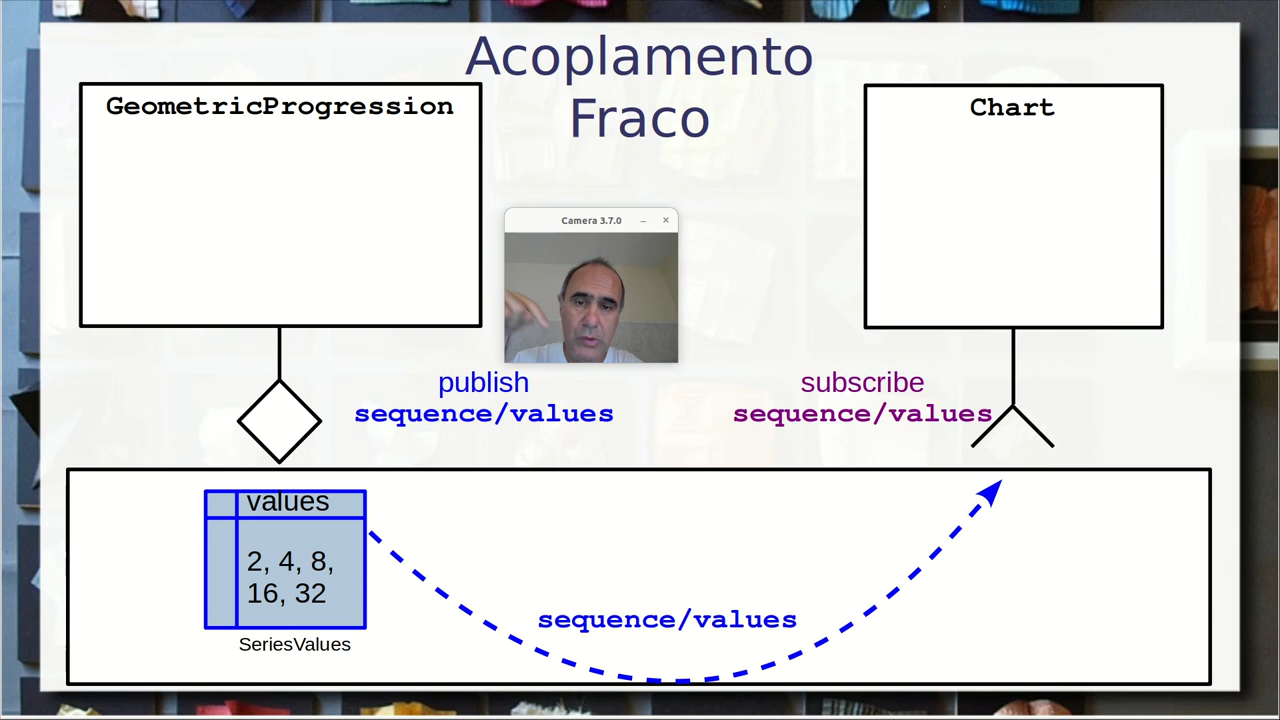 Acoplamento
Fraco
GeometricProgression
Chart
Camera 3.7.0
publish
sequence/values
subscribe
sequence/values
values
2, 4, 8,
16, 32
SeriesValues
sequence/values